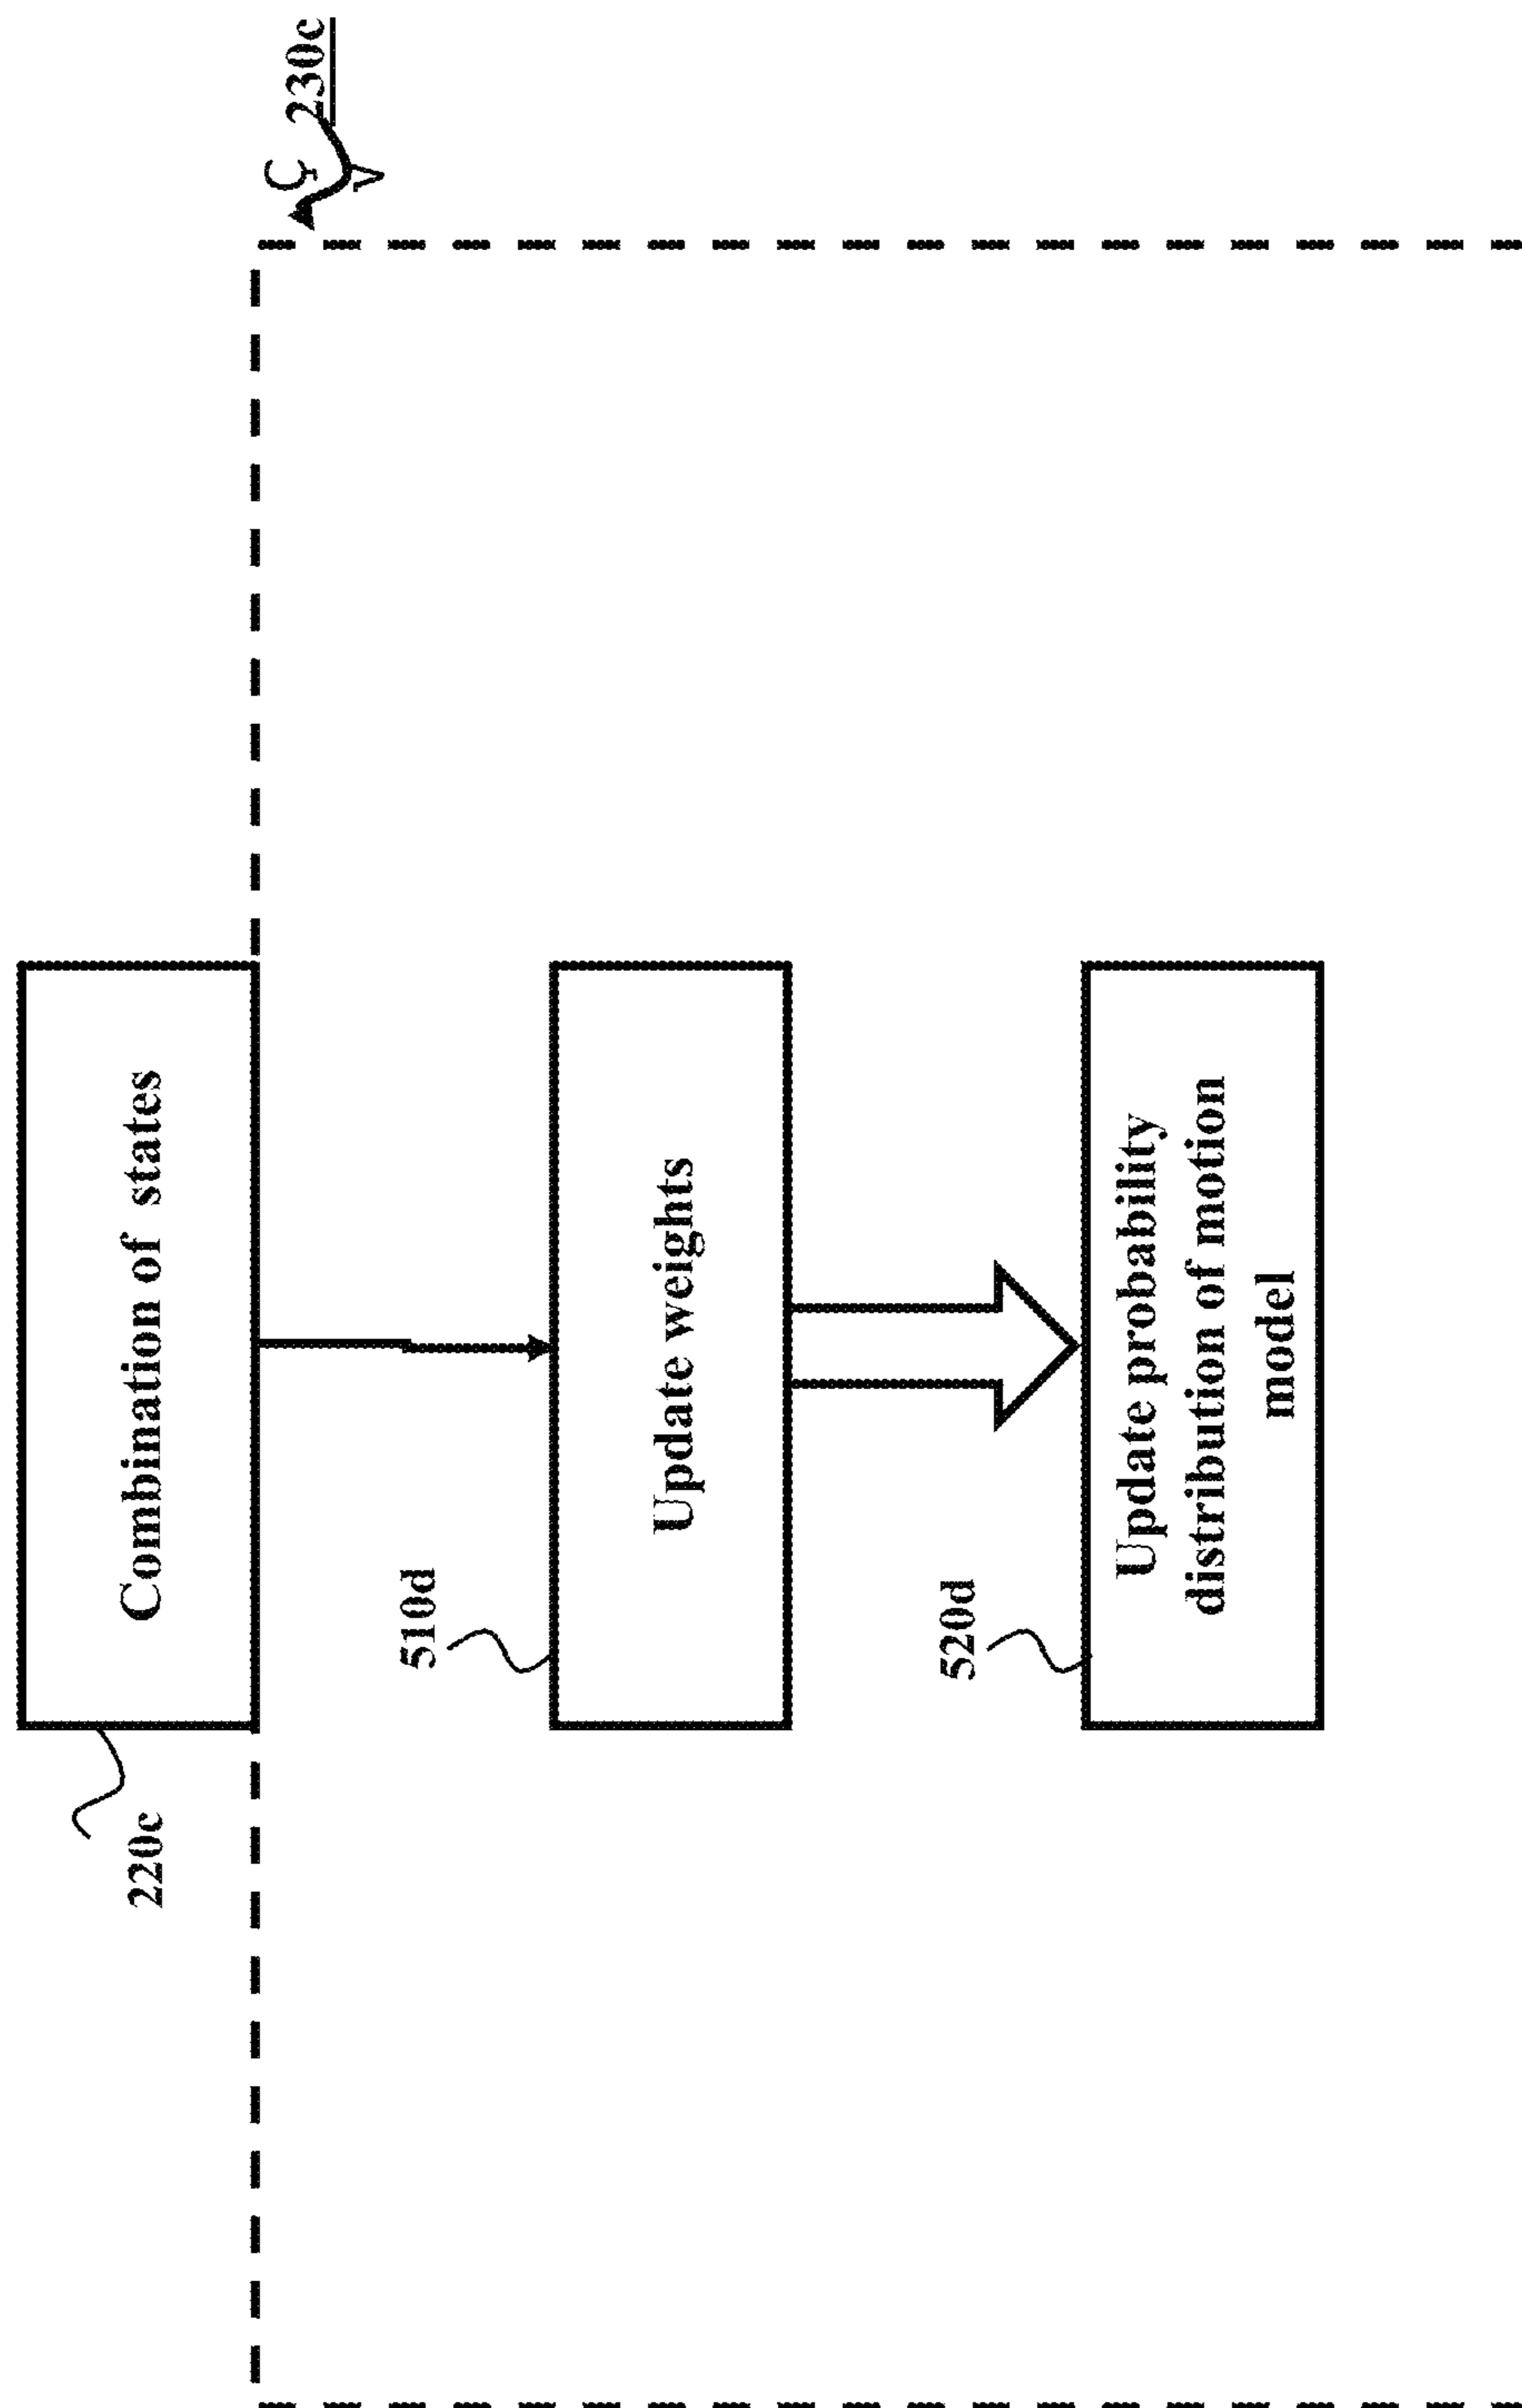 230c
220c
Combination of states
510d
Update weights
520d
Update probability
distribution of motion
model